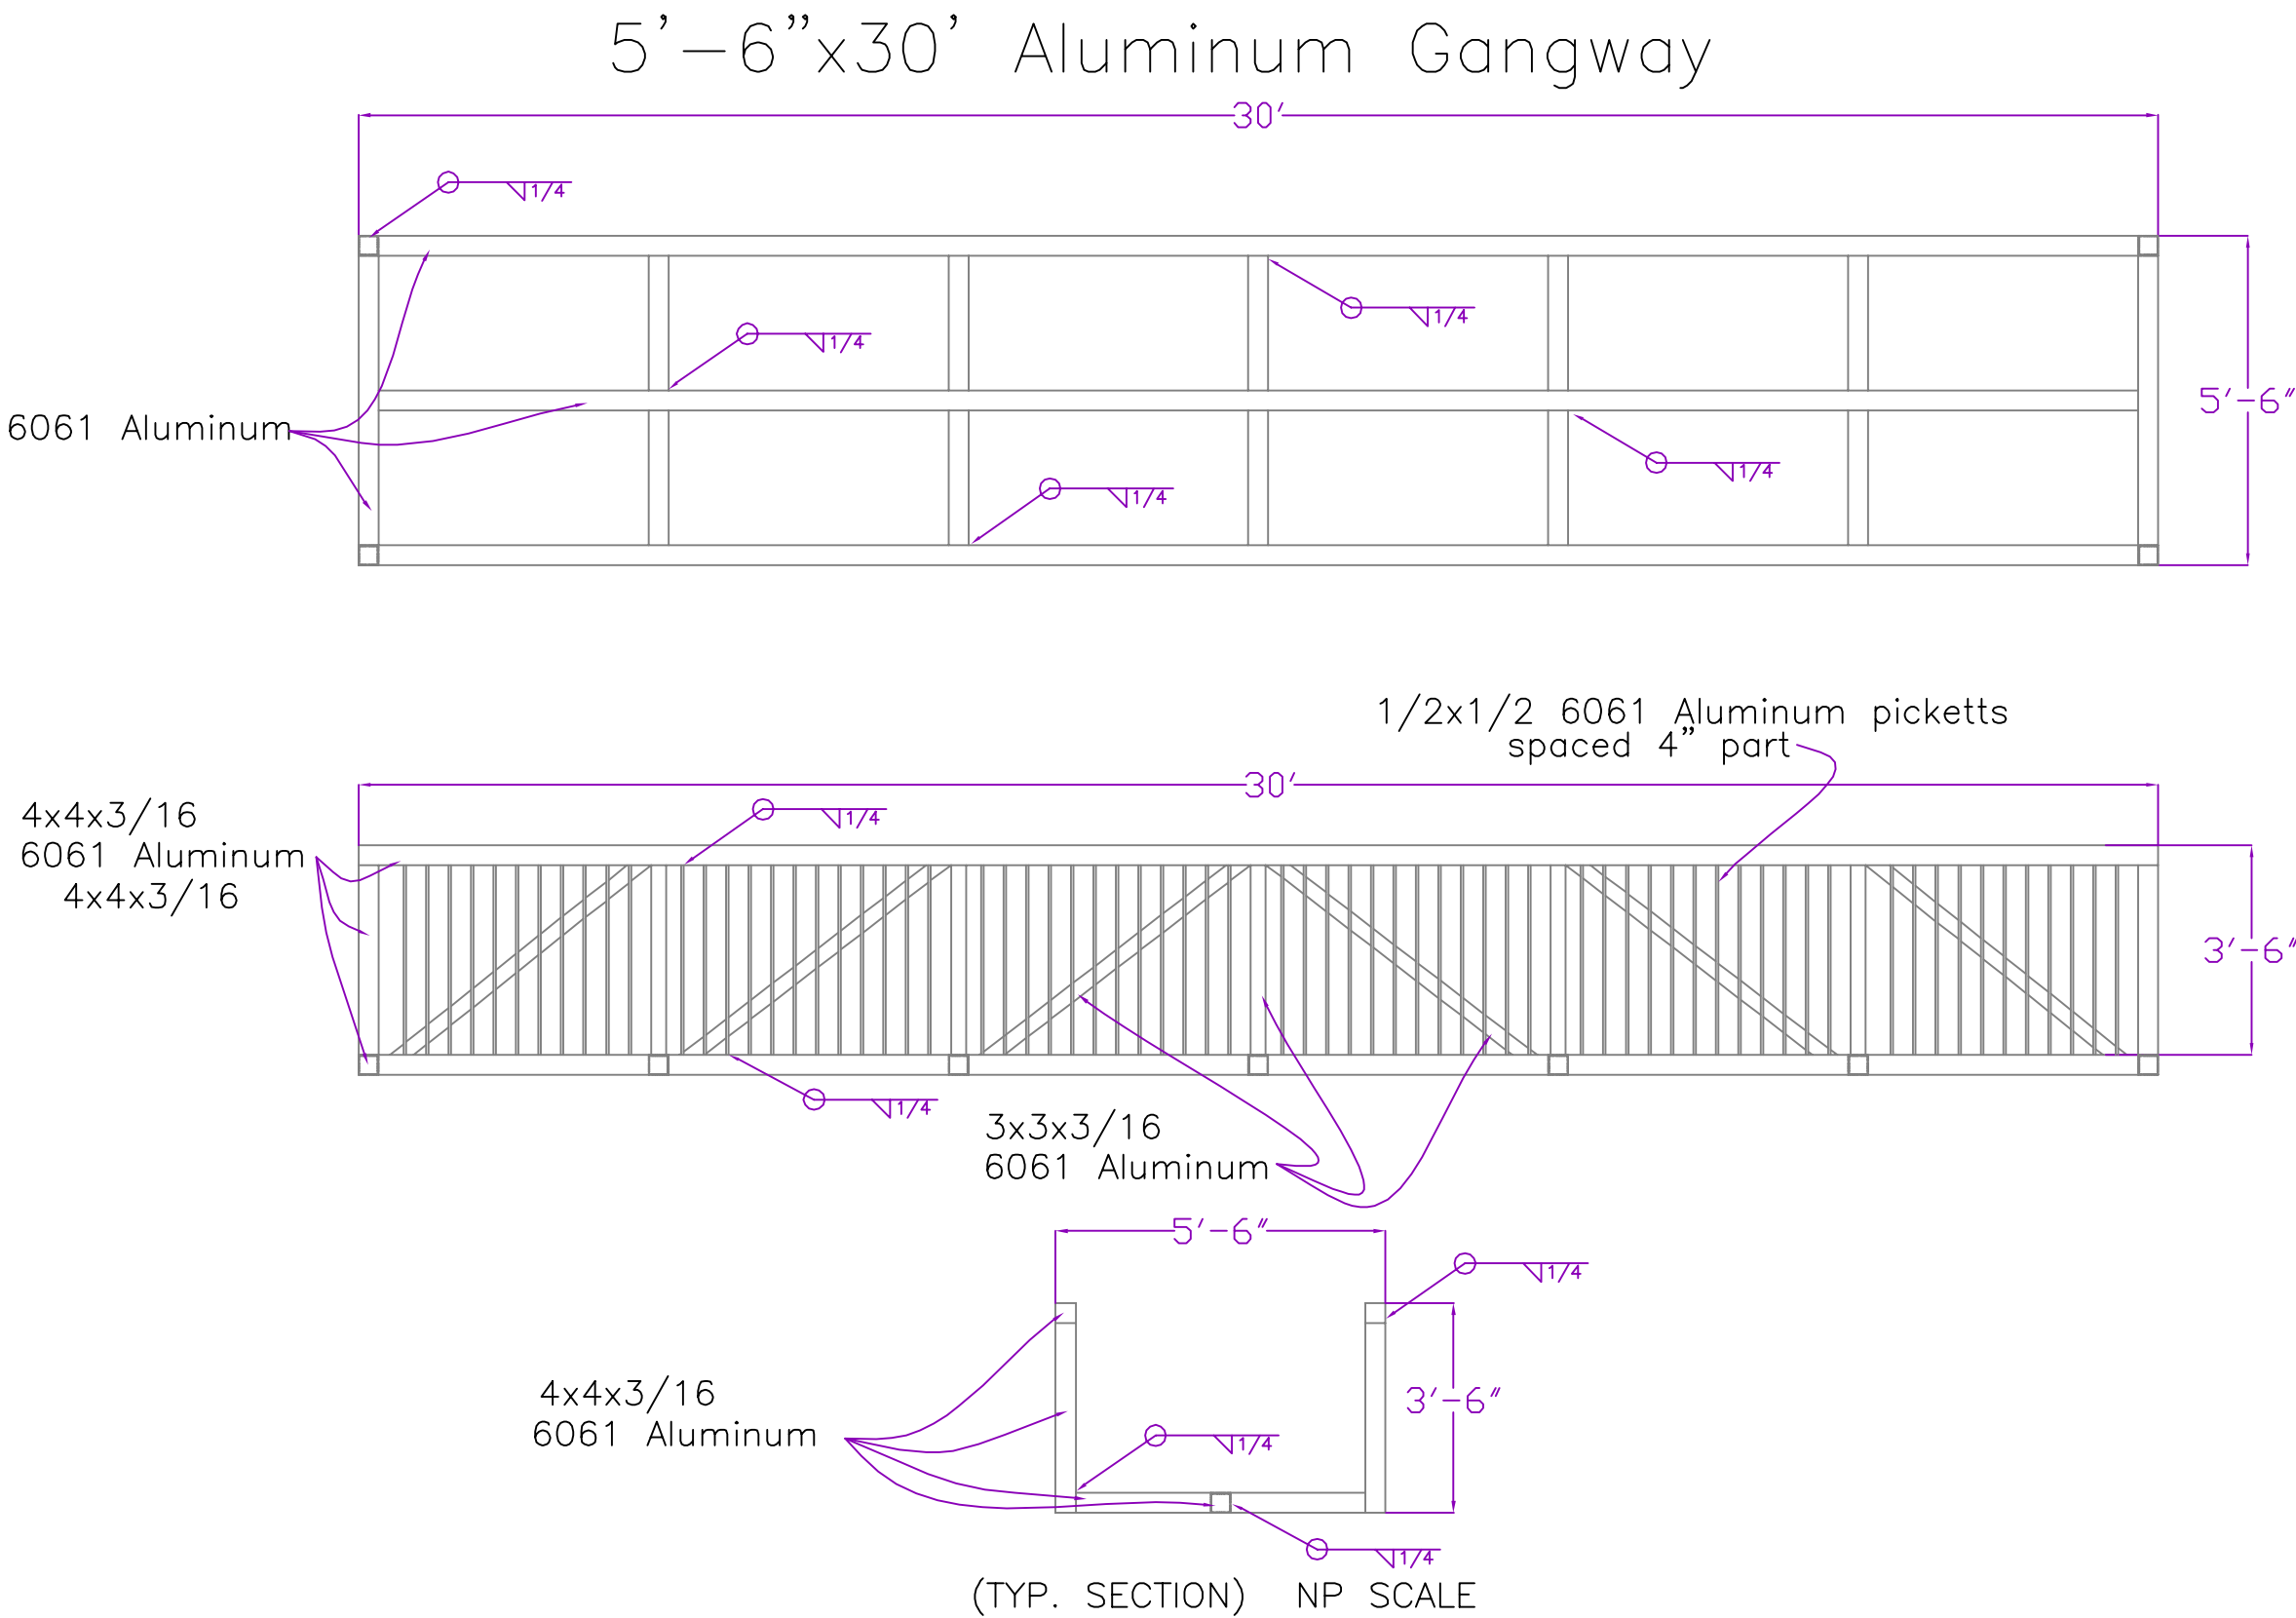 5’-6”x30’ Aluminum Gangway
30'
1/4
1/4
1/4
5'-6"
6061 Aluminum
1/4
1/4
1/2x1/2 6061 Aluminum picketts
spaced 4” part
30'
4x4x3/16
6061 Aluminum
4x4x3/16
1/4
3'-6"
1/4
3x3x3/16
6061 Aluminum
5'-6"
1/4
4x4x3/16
6061 Aluminum
3'-6"
1/4
1/4
(TYP. SECTION) NP SCALE